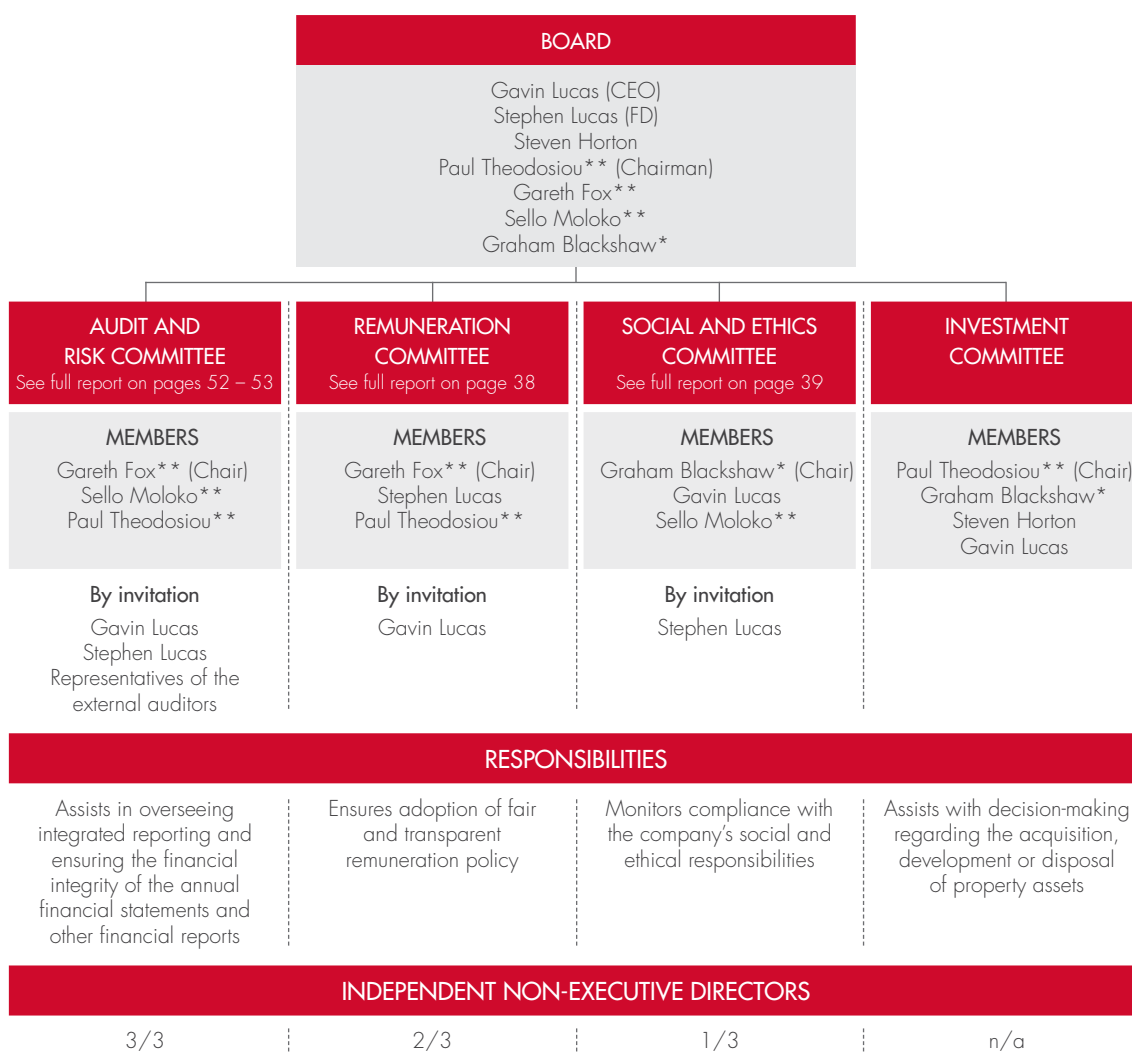 BOARD
Gavin Lucas (CEO)
Stephen Lucas (FD)
Steven Horton
Paul Theodosiou** (Chairman)
Gareth Fox**
Sello Moloko**
Graham Blackshaw*
AUDIT AND
RISK COMMITTEE
See full report on pages 52 – 53
MEMBERS
Gareth Fox** (Chair)
Sello Moloko**
Paul Theodosiou**
By invitation
Gavin Lucas
Stephen Lucas
Representatives of the
external auditors
REMUNERATION
COMMITTEE
See full report on page 38
MEMBERS
Gareth Fox** (Chair)
Stephen Lucas
Paul Theodosiou**
By invitation
Gavin Lucas
SOCIAL AND ETHICS
COMMITTEE
See full report on page 39
MEMBERS
Graham Blackshaw* (Chair)
Gavin Lucas
Sello Moloko**
By invitation
Stephen Lucas
INVESTMENT
COMMITTEE
MEMBERS
Paul Theodosiou** (Chair)
Graham Blackshaw*
Steven Horton
Gavin Lucas
RESPONSIBILITIES
Assists in overseeing
integrated reporting and
ensuring the financial
integrity of the annual
financial statements and
other financial reports
Ensures adoption of fair
and transparent
remuneration policy
Monitors compliance with
the company's social and
ethical responsibilities
Assists with decision-making
regarding the acquisition,
development or disposal
of property assets
INDEPENDENT NON-EXECUTIVE DIRECTORS
3/3
2/3
1/3
n/a